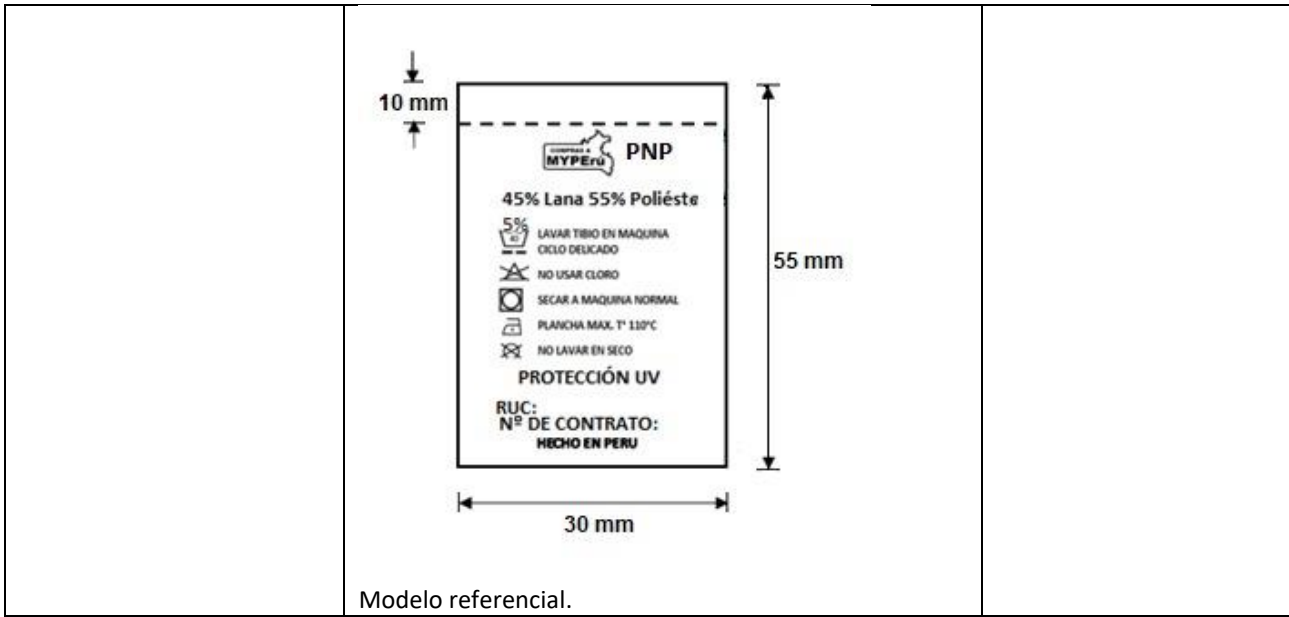 10 mm
COMPRAS A
MYPErú PNP
45% Lana 55% Poliéste
5%
LAVAR TIBIO EN MAQUINA
CICLO DELICADO
NO USAR CLORO
SECAR A MAQUINA NORMAL
PLANCHA MAX. T° 110°C
NO LAVAR EN SECO
PROTECCIÓN UV
RUC:
Nº DE CONTRATO:
HECHO EN PERU
55 mm
30 mm
Modelo referencial.